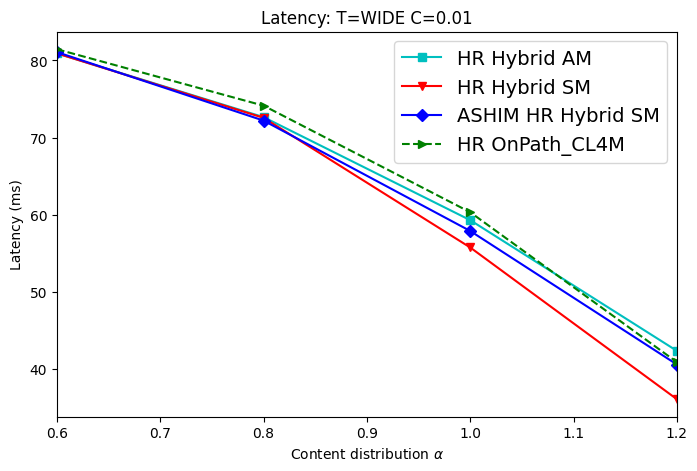 Latency: T=WIDE C=0.01
HR Hybrid AM
HR Hybrid SM
ASHIM HR Hybrid SM
HR OnPath_CL4M
Latency (ms)
80
70
60
50
40
0.6 0.7 0.8 0.9 1.0 1.1 1.2
Content distribution α